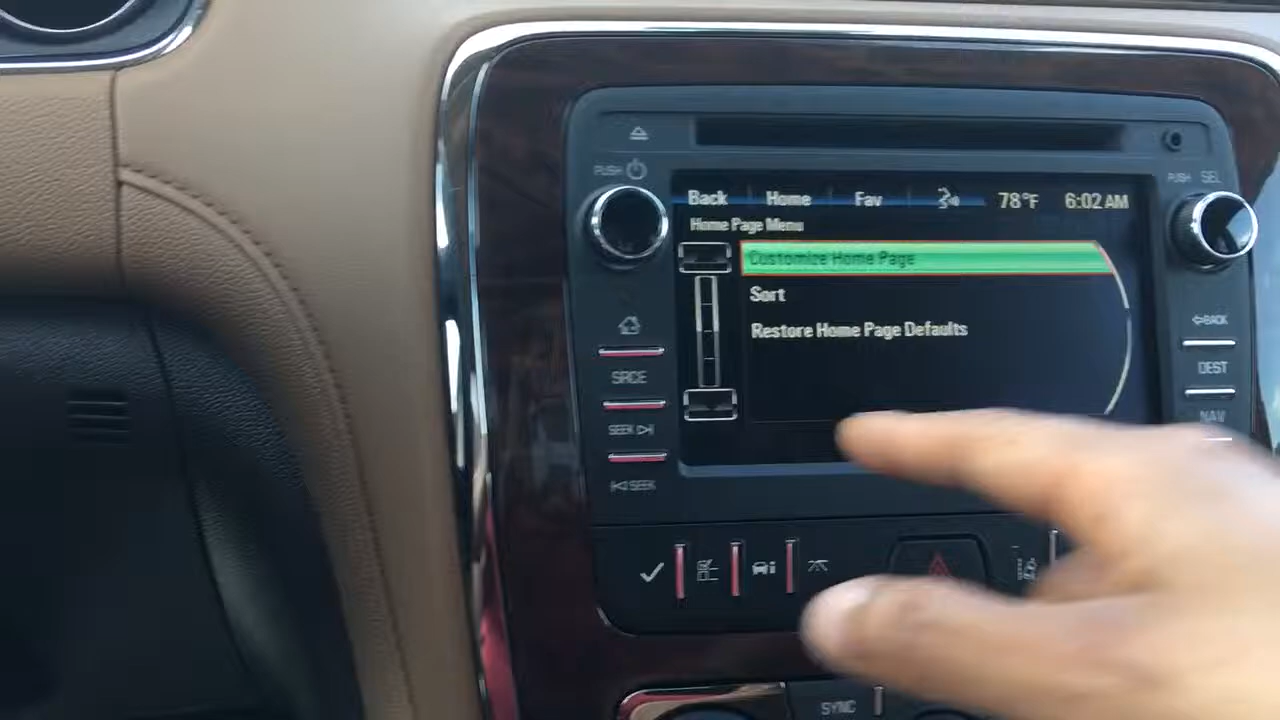 PUSH
PUSH SEL
Back Home Fav 78°F 6:02 AM
Home Page Menu
Customize Home Page
Sort
Restore Home Page Defaults
SRCE
SEEK
SEEK
BACK
DEST
NAV
SYNC